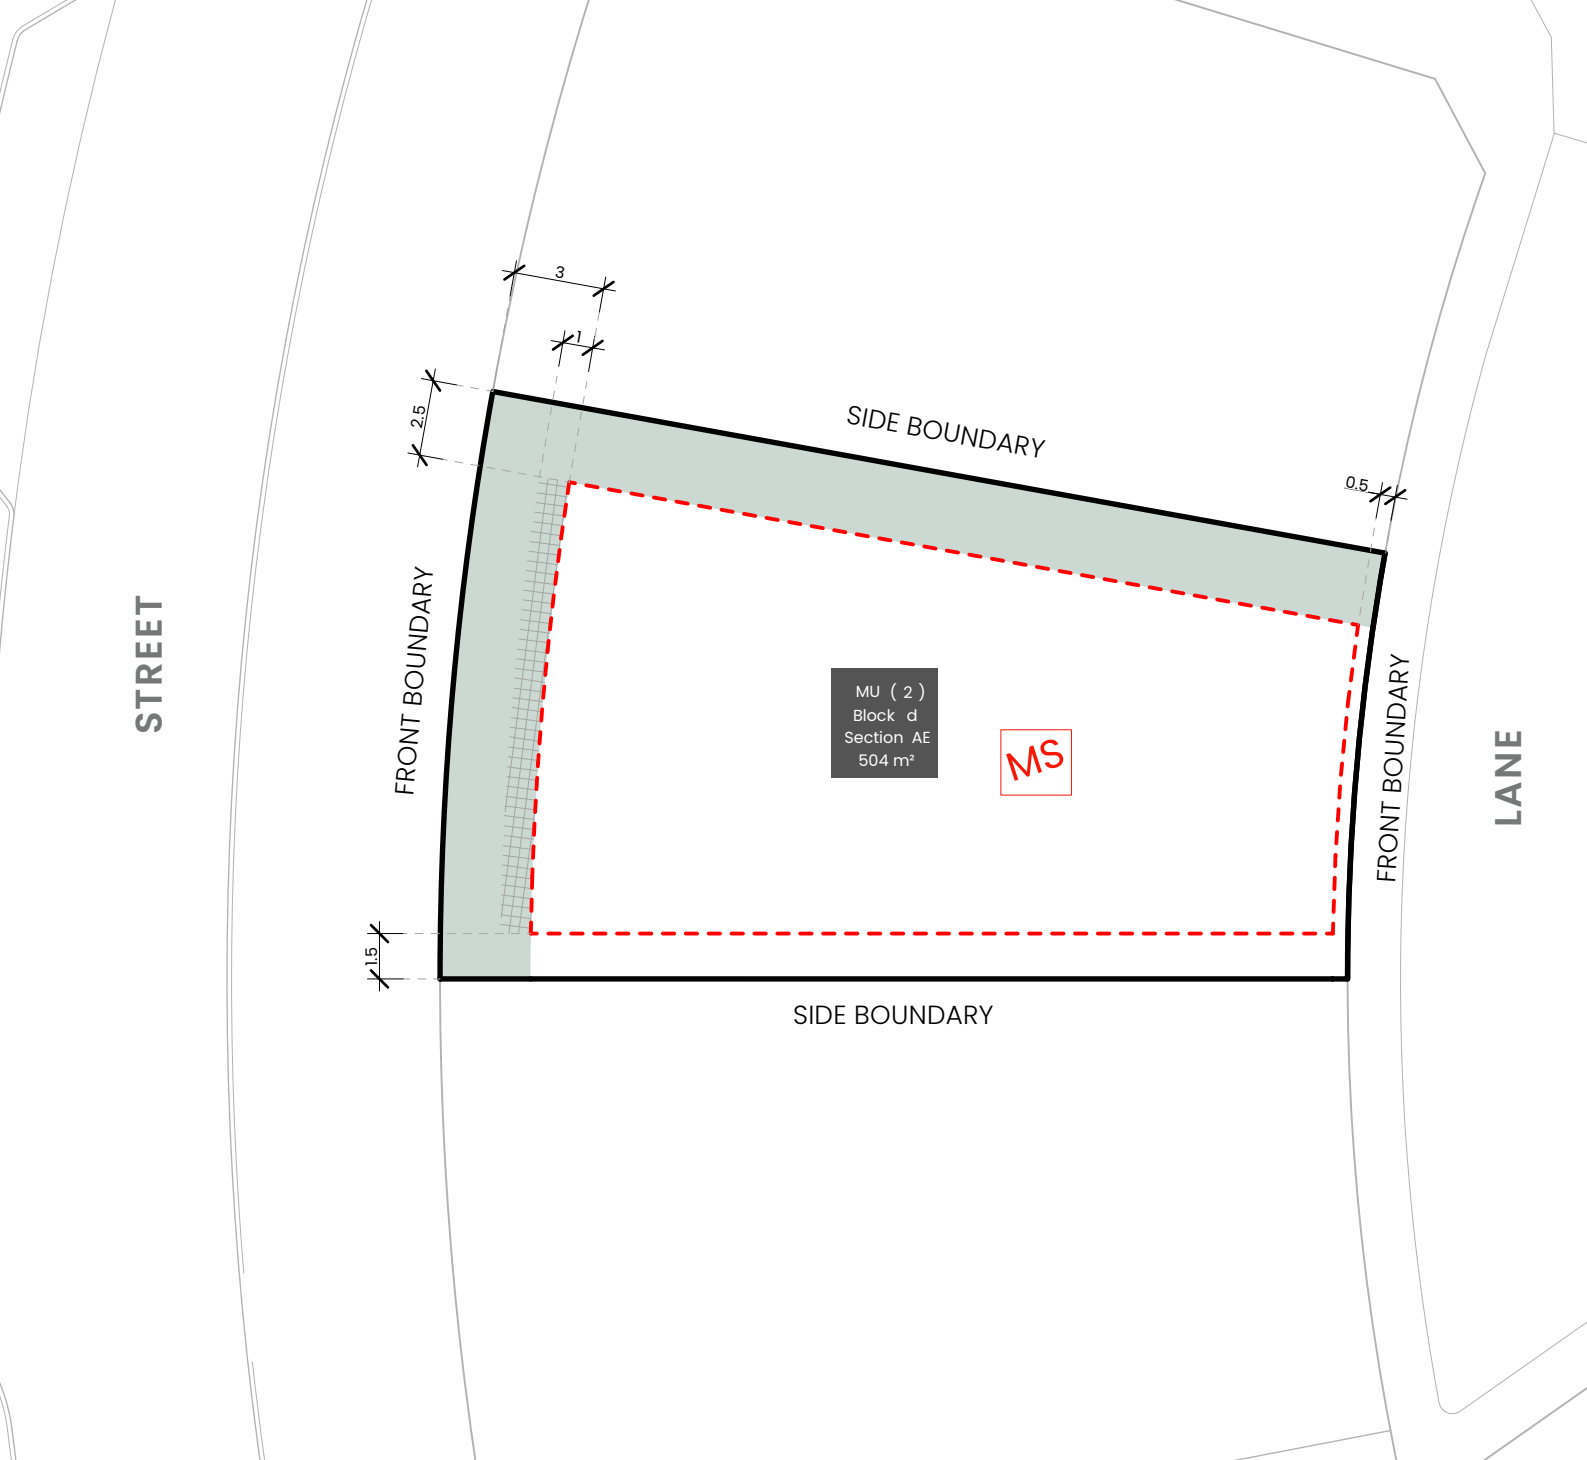 3
1
2.5
SIDE BOUNDARY
0.5
FRONT BOUNDARY
STREET
MU ( 2 )
Block d
Section AE
504 m²
MS
FRONT BOUNDARY
LANE
1.5
SIDE BOUNDARY